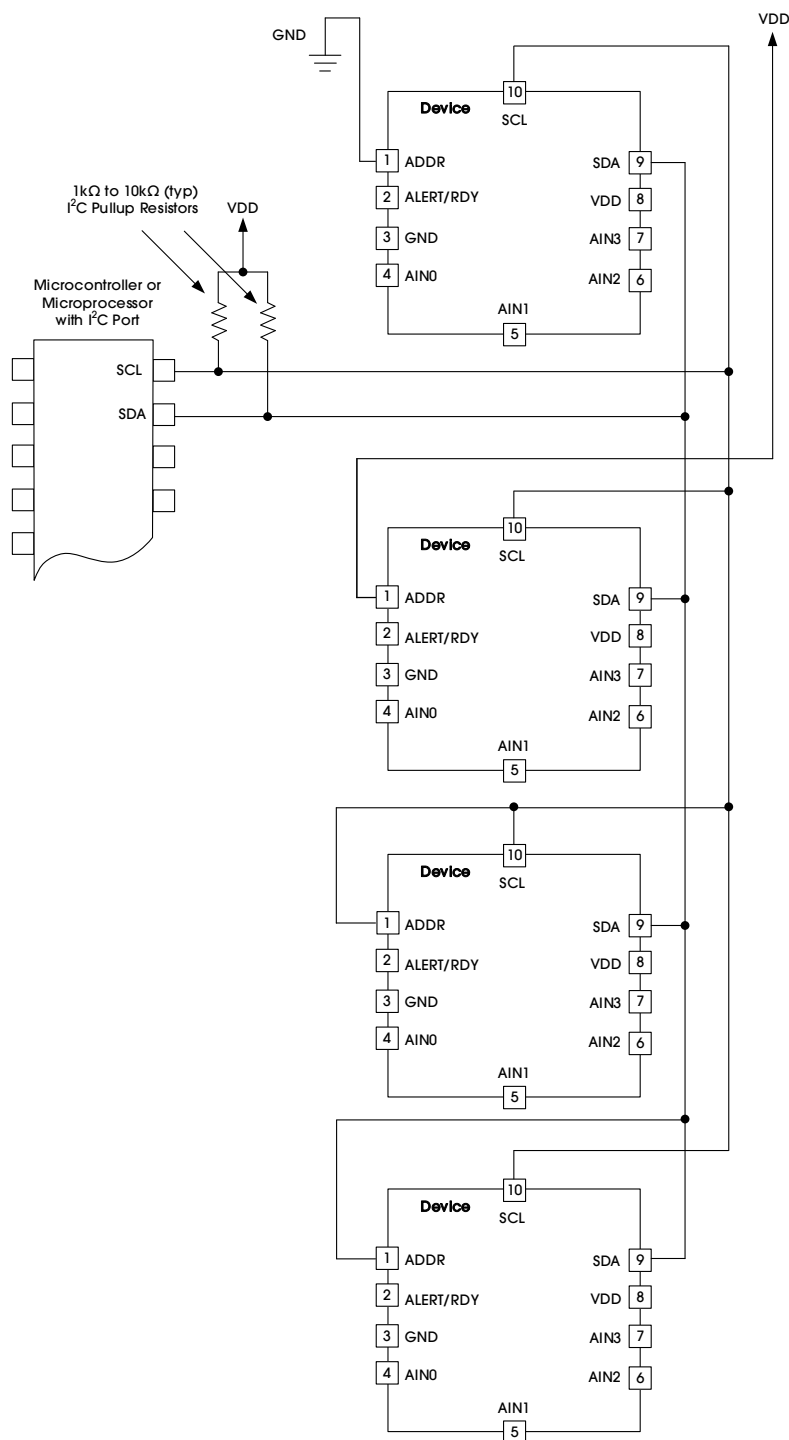 GND
VDD
10
Device
SCL
1 ADDR
SDA 9
2 ALERT/RDY
VDD 8
3 GND
AIN3 7
4 AIN0
AIN2 6
AIN1
5
1kΩ to 10kΩ (typ)
I²C Pullup Resistors
VDD
Microcontroller or
Microprocessor
with I²C Port
SCL
SDA
10
Device
SCL
1 ADDR
SDA 9
2 ALERT/RDY
VDD 8
3 GND
AIN3 7
4 AIN0
AIN2 6
AIN1
5
10
Device
SCL
1 ADDR
SDA 9
2 ALERT/RDY
VDD 8
3 GND
AIN3 7
4 AIN0
AIN2 6
AIN1
5
10
Device
SCL
1 ADDR
SDA 9
2 ALERT/RDY
VDD 8
3 GND
AIN3 7
4 AIN0
AIN2 6
AIN1
5